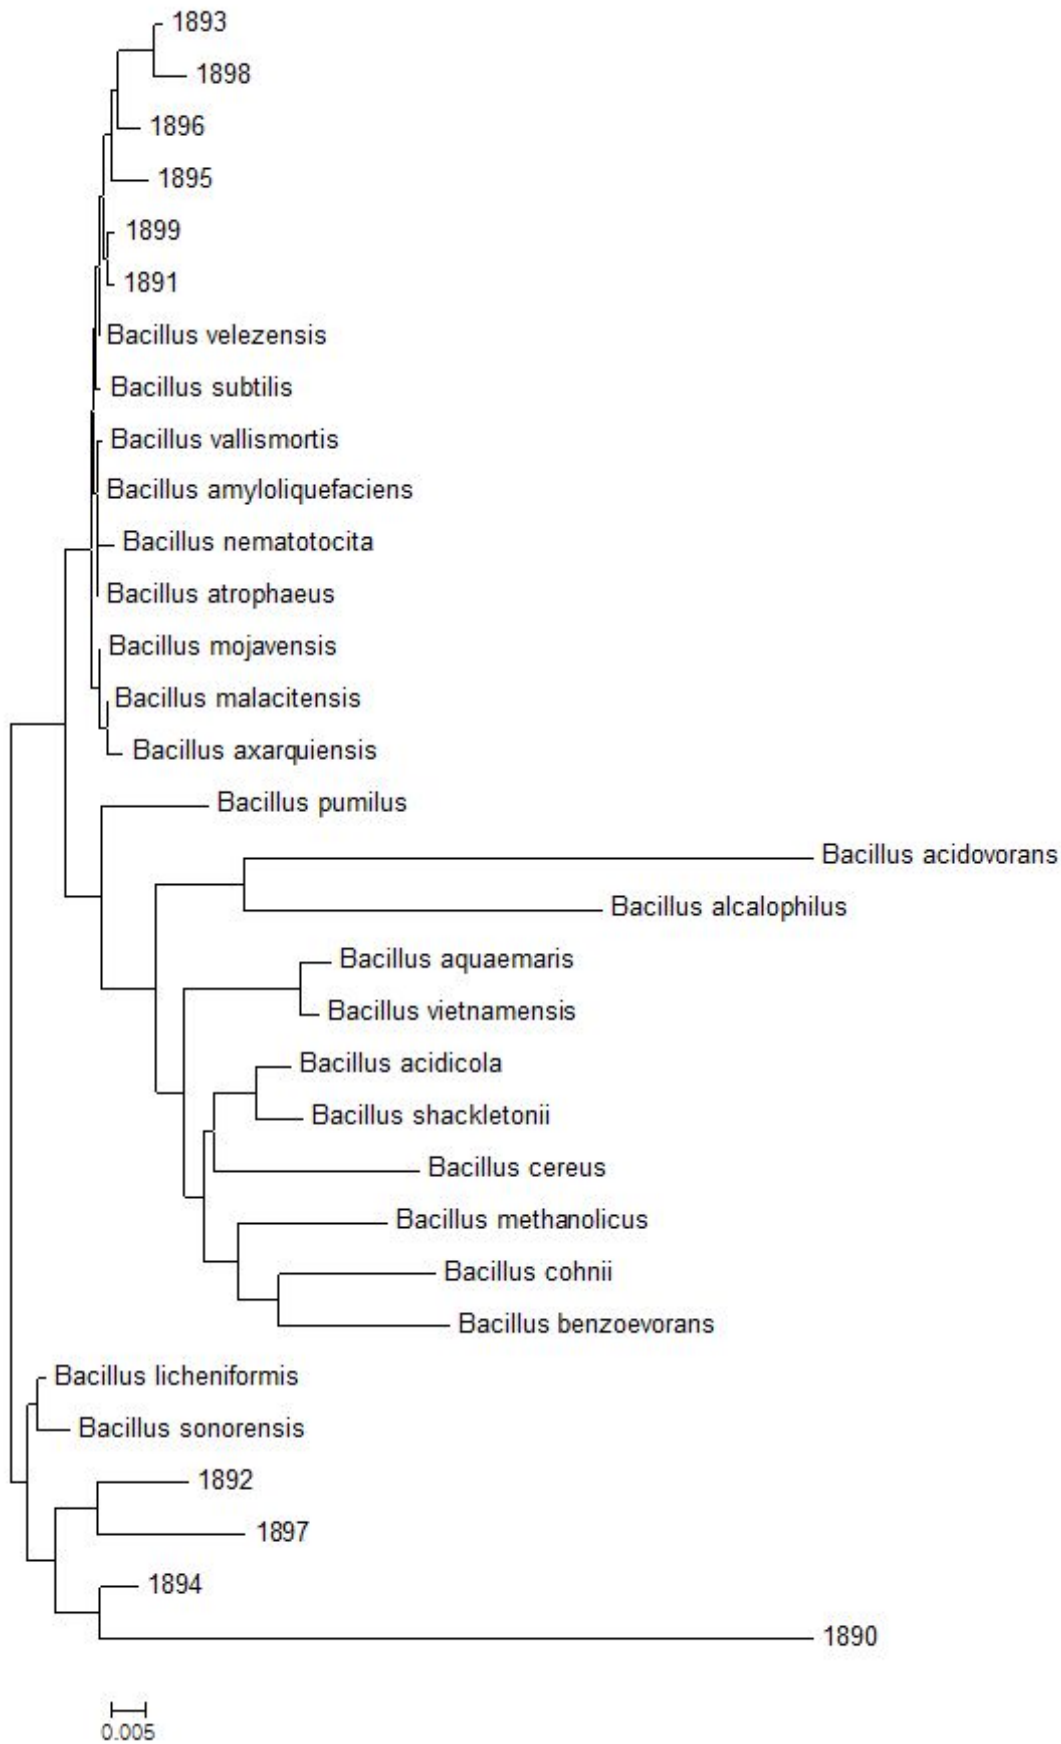 1893
1898
1896
1895
1899
1891
Bacillus velezensis
Bacillus subtilis
Bacillus vallismortis
Bacillus amyloliquefaciens
Bacillus nematotocita
Bacillus atrophaeus
Bacillus mojavensis
Bacillus malacitensis
Bacillus axarquiensis
Bacillus pumilus
Bacillus acidovorans
Bacillus alcalophilus
Bacillus aquaemaris
Bacillus vietnamensis
Bacillus acidicola
Bacillus shackletonii
Bacillus cereus
Bacillus methanolicus
Bacillus cohnii
Bacillus benzoevorans
Bacillus licheniformis
Bacillus sonorensis
1892
1897
1894
1890
0.005